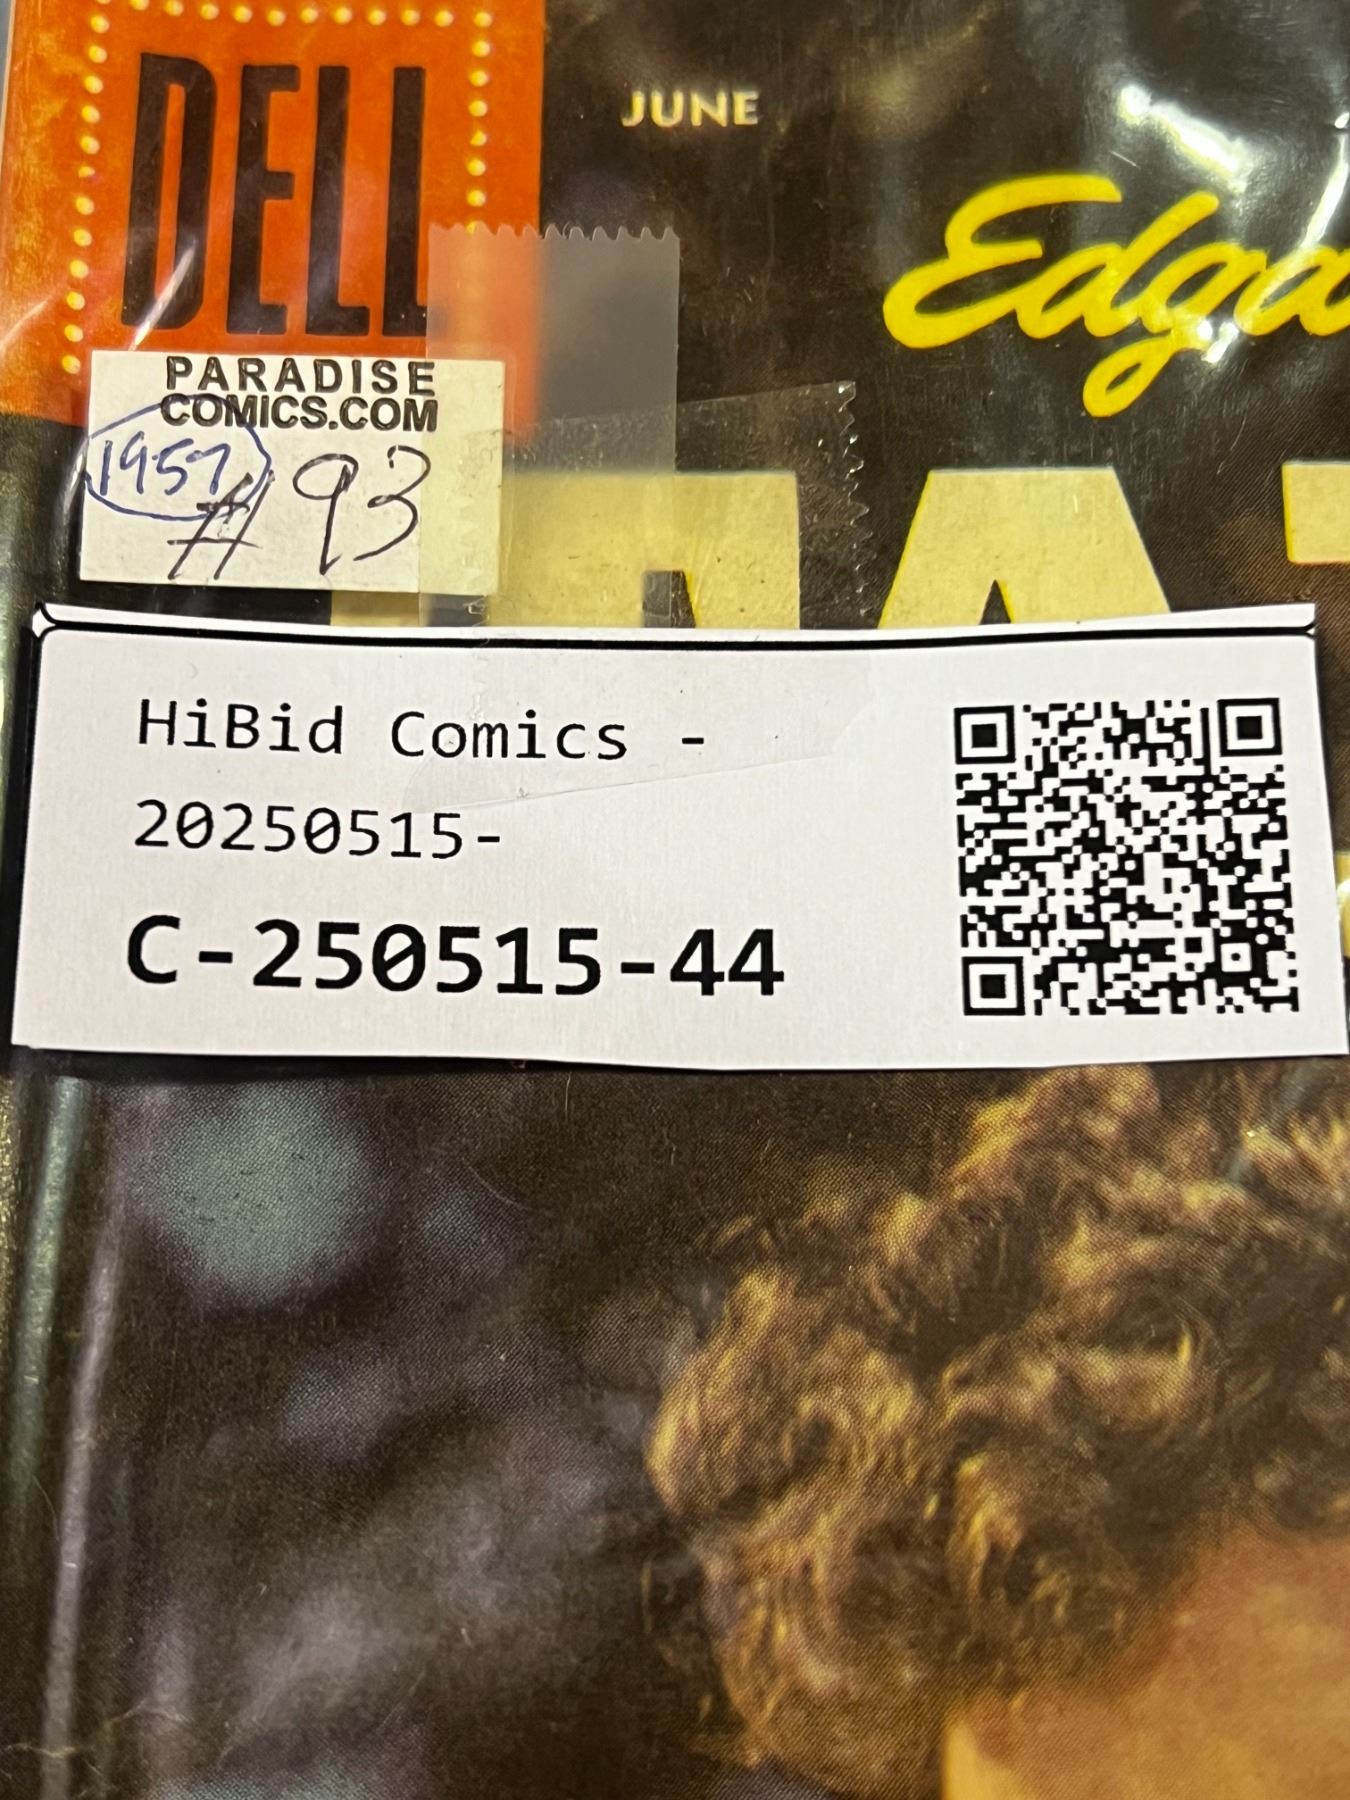 DELL
JUNE
Edga
PARADISE
COMICS.COM
1957
# 93
HiBid Comics -
20250515-
C-250515-44